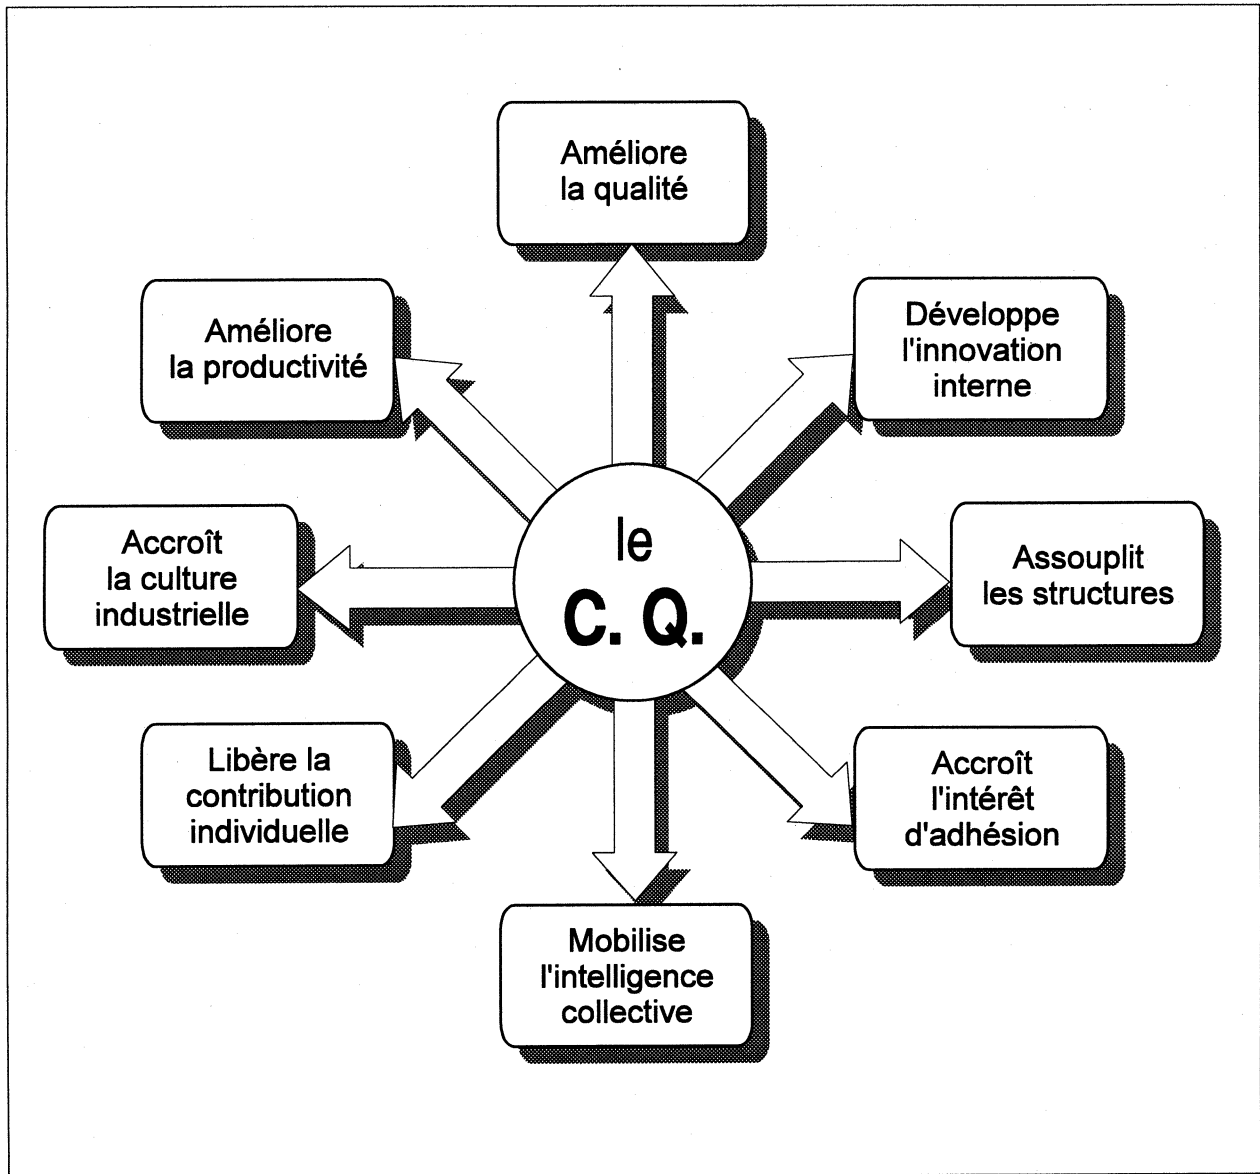 Améliore
la qualité
Améliore
la productivité
Développe
l'innovation
interne
Accroît
la culture
industrielle
le
C. Q.
Assouplit
les structures
Libère la
contribution
individuelle
Accroît
l'intérêt
d'adhésion
Mobilise
l'intelligence
collective